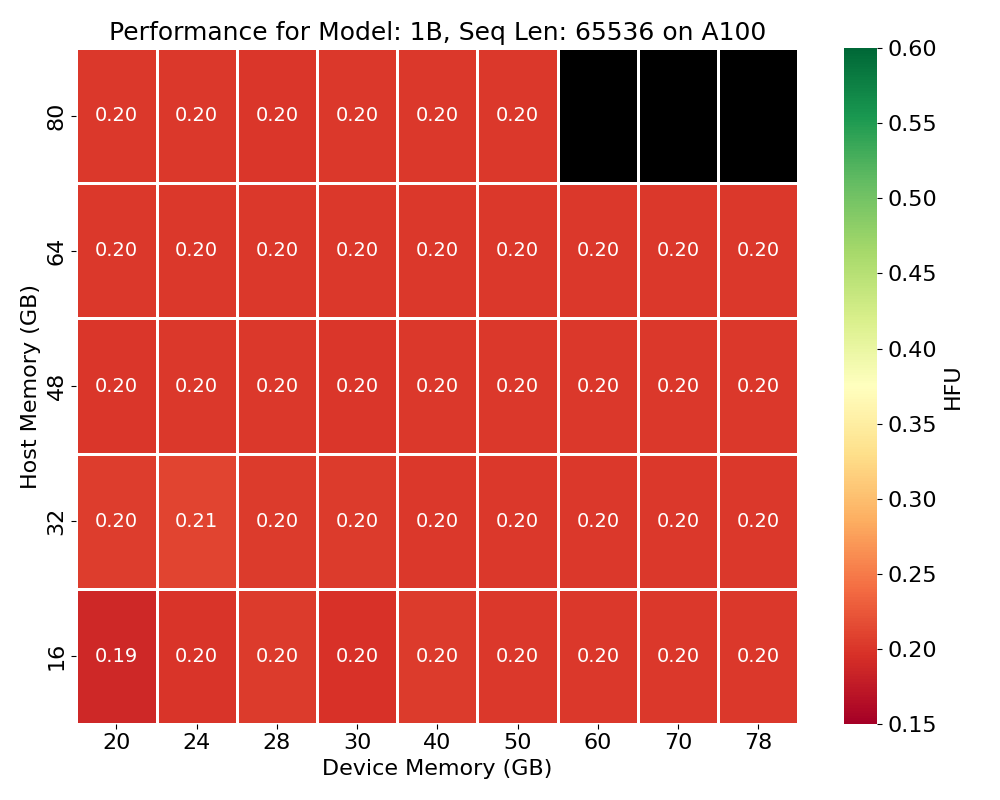 Performance for Model: 1B, Seq Len: 65536 on A100
Host Memory (GB)
80 0.20 0.20 0.20 0.20 0.20 0.20
64 0.20 0.20 0.20 0.20 0.20 0.20 0.20 0.20 0.20
48 0.20 0.20 0.20 0.20 0.20 0.20 0.20 0.20 0.20
32 0.20 0.21 0.20 0.20 0.20 0.20 0.20 0.20 0.20
16 0.19 0.20 0.20 0.20 0.20 0.20 0.20 0.20 0.20
20 24 28 30 40 50 60 70 78
Device Memory (GB)
0.60
0.55
0.50
0.45
0.40
0.35
0.30
0.25
0.20
0.15
HFU